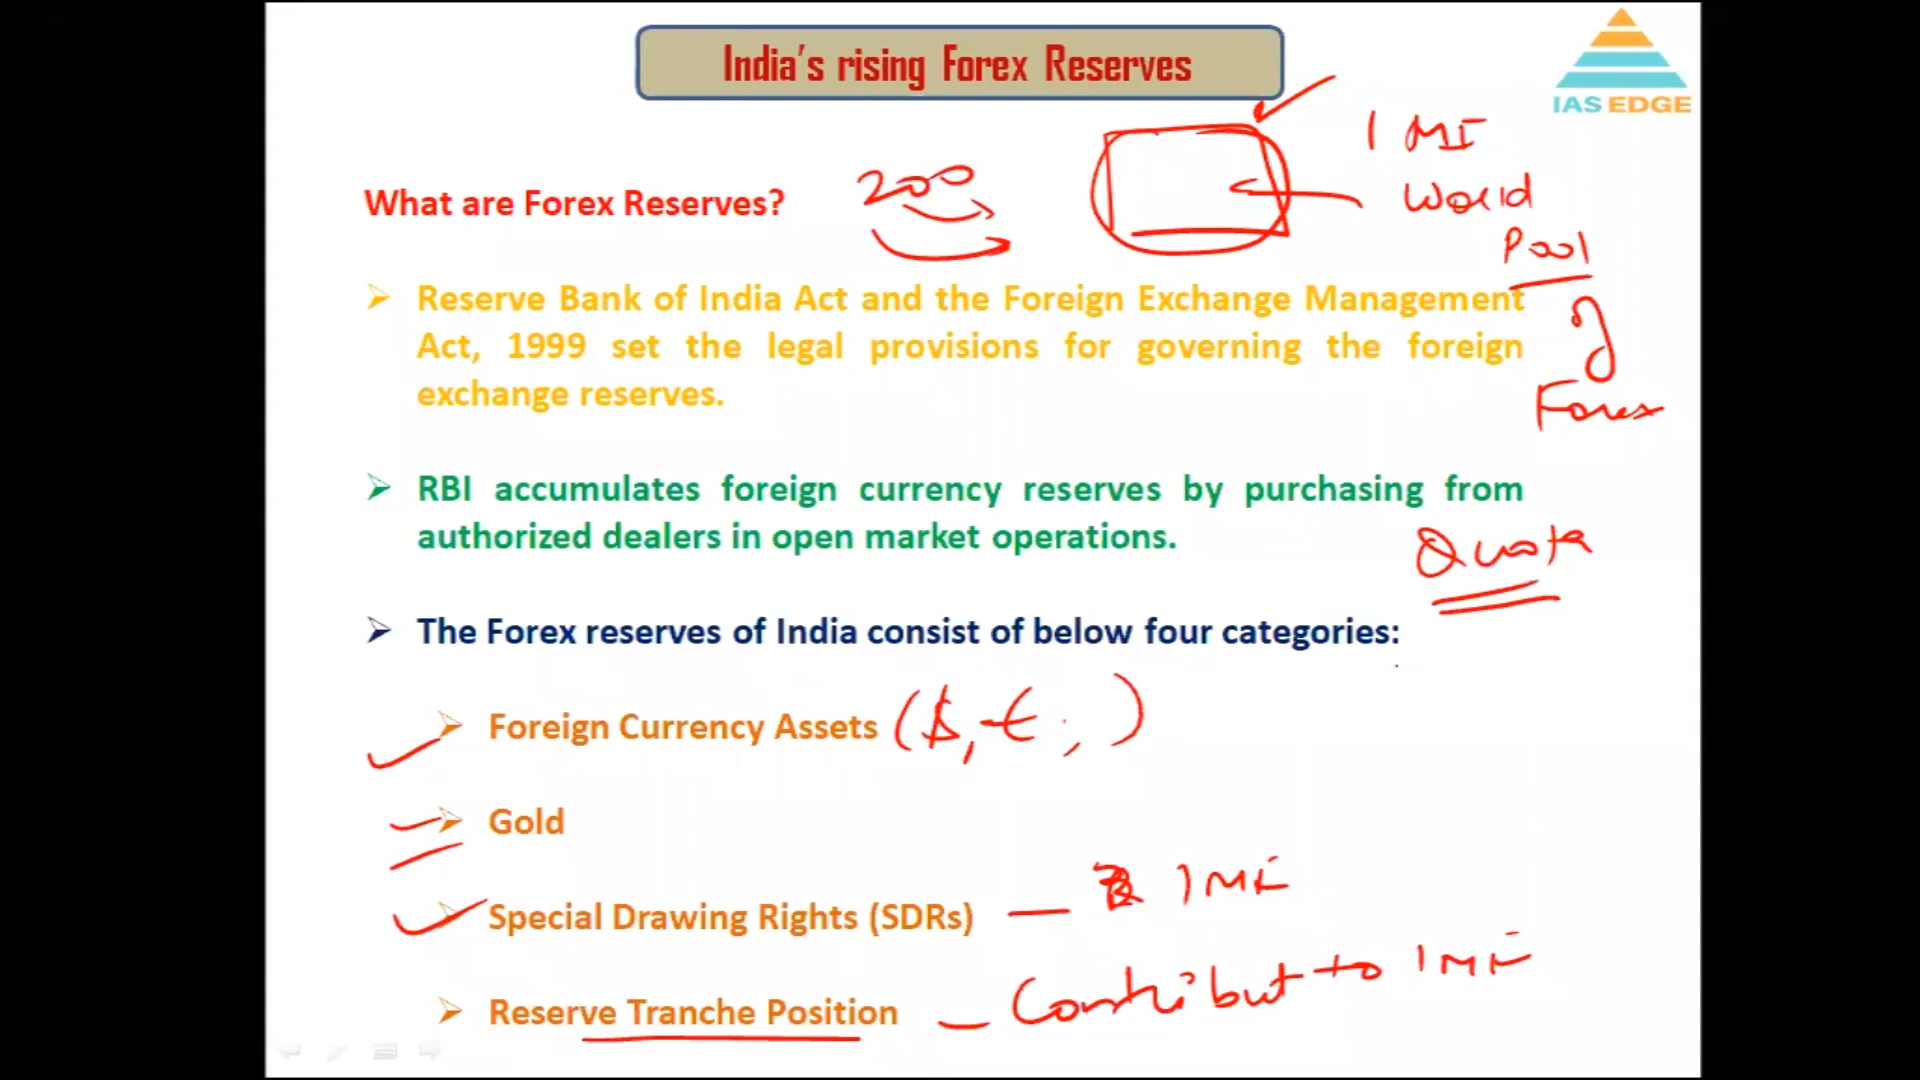 India's rising Forex Reserves
IAS EDGE
What are Forex Reserves?
200
IMF
World
Pool
of
Forex
Reserve Bank of India Act and the Foreign Exchange Management
Act, 1999 set the legal provisions for governing the foreign
exchange reserves.
RBI accumulates foreign currency reserves by purchasing from
authorized dealers in open market operations.
Quota
The Forex reserves of India consist of below four categories:
Foreign Currency Assets ($, €, )
Gold
Special Drawing Rights (SDRs) — IMF
Reserve Tranche Position — Contribut to IMF